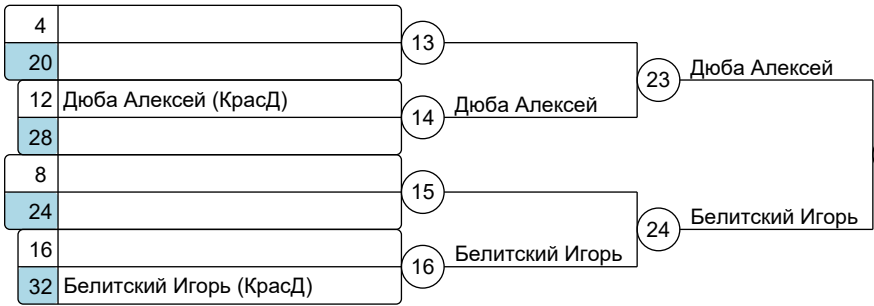 4
20
13
12 Дюба Алексей (КрасД)
28
14 Дюба Алексей
23 Дюба Алексей
8
24
15
16
32 Белитский Игорь (КрасД)
16 Белитский Игорь
24 Белитский Игорь